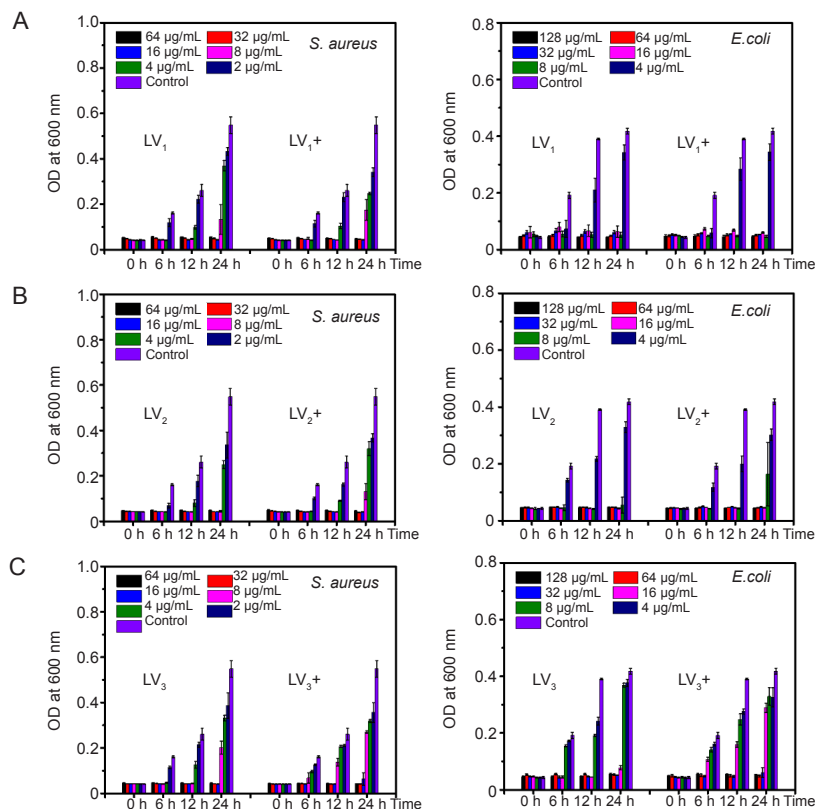 A
1.0
0.8
0.6
0.4
0.2
0
OD at 600 nm
64 µg/mL 32 µg/mL
16 µg/mL 8 µg/mL
4 µg/mL 2 µg/mL
Control
S. aureus
LV1 LV1+
0 h 6 h 12 h 24 h 0 h 6 h 12 h 24 h Time
0.8
0.6
0.4
0.2
0
OD at 600 nm
128 µg/mL 64 µg/mL
32 µg/mL 16 µg/mL
8 µg/mL 4 µg/mL
Control
E.coli
LV1 LV1+
0 h 6 h 12 h 24 h 0 h 6 h 12 h 24 h Time
B
1.0
0.8
0.6
0.4
0.2
0
OD at 600 nm
64 µg/mL 32 µg/mL
16 µg/mL 8 µg/mL
4 µg/mL 2 µg/mL
Control
S. aureus
LV2 LV2+
0 h 6 h 12 h 24 h 0 h 6 h 12 h 24 h Time
0.8
0.6
0.4
0.2
0
OD at 600 nm
128 µg/mL 64 µg/mL
32 µg/mL 16 µg/mL
8 µg/mL 4 µg/mL
Control
E.coli
LV2 LV2+
0 h 6 h 12 h 24 h 0 h 6 h 12 h 24 h Time
C
1.0
0.8
0.6
0.4
0.2
0
OD at 600 nm
64 µg/mL 32 µg/mL
16 µg/mL 8 µg/mL
4 µg/mL 2 µg/mL
Control
S. aureus
LV3 LV3+
0 h 6 h 12 h 24 h 0 h 6 h 12 h 24 h Time
0.8
0.6
0.4
0.2
0
OD at 600 nm
128 µg/mL 64 µg/mL
32 µg/mL 16 µg/mL
8 µg/mL 4 µg/mL
Control
E.coli
LV3 LV3+
0 h 6 h 12 h 24 h 0 h 6 h 12 h 24 h Time